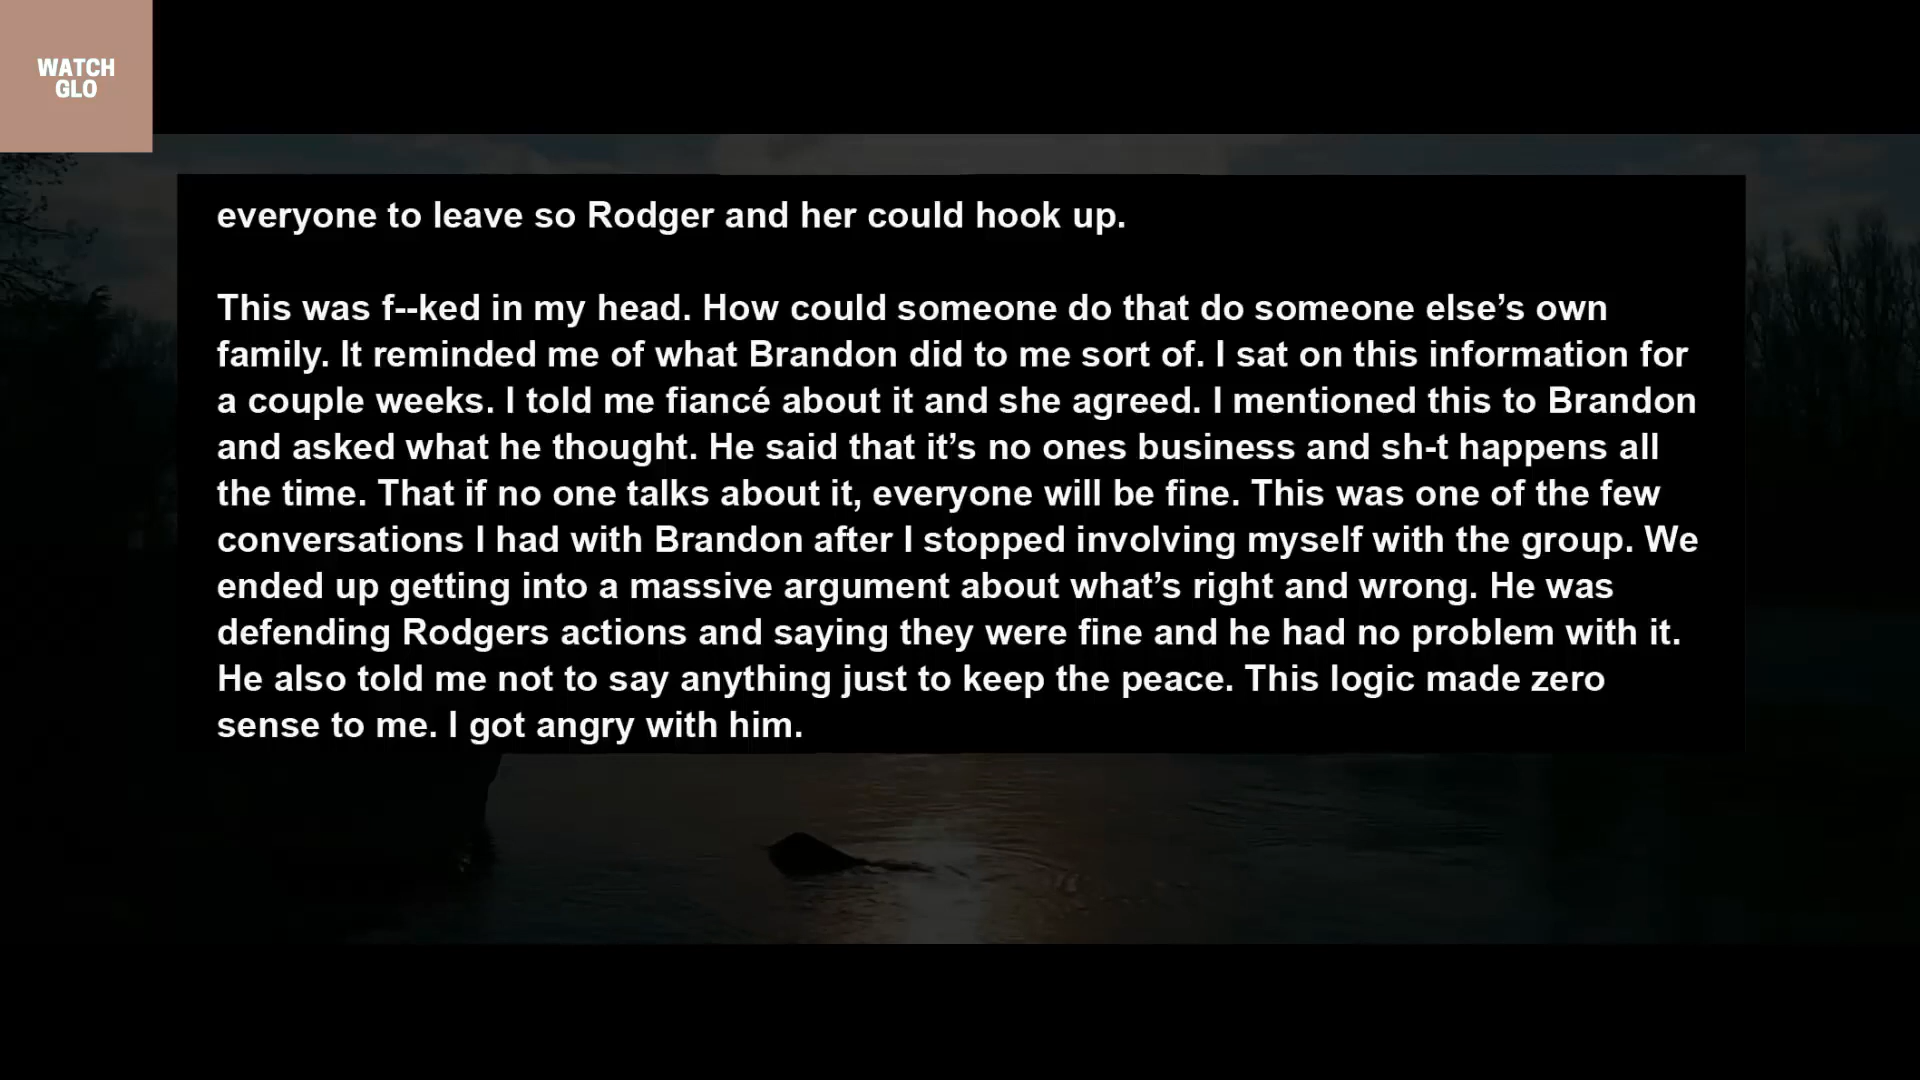 WATCH
GLO
everyone to leave so Rodger and her could hook up.
This was f--ked in my head. How could someone do that do someone else’s own
family. It reminded me of what Brandon did to me sort of. I sat on this information for
a couple weeks. I told me fiancé about it and she agreed. I mentioned this to Brandon
and asked what he thought. He said that it’s no ones business and sh-t happens all
the time. That if no one talks about it, everyone will be fine. This was one of the few
conversations I had with Brandon after I stopped involving myself with the group. We
ended up getting into a massive argument about what’s right and wrong. He was
defending Rodgers actions and saying they were fine and he had no problem with it.
He also told me not to say anything just to keep the peace. This logic made zero
sense to me. I got angry with him.